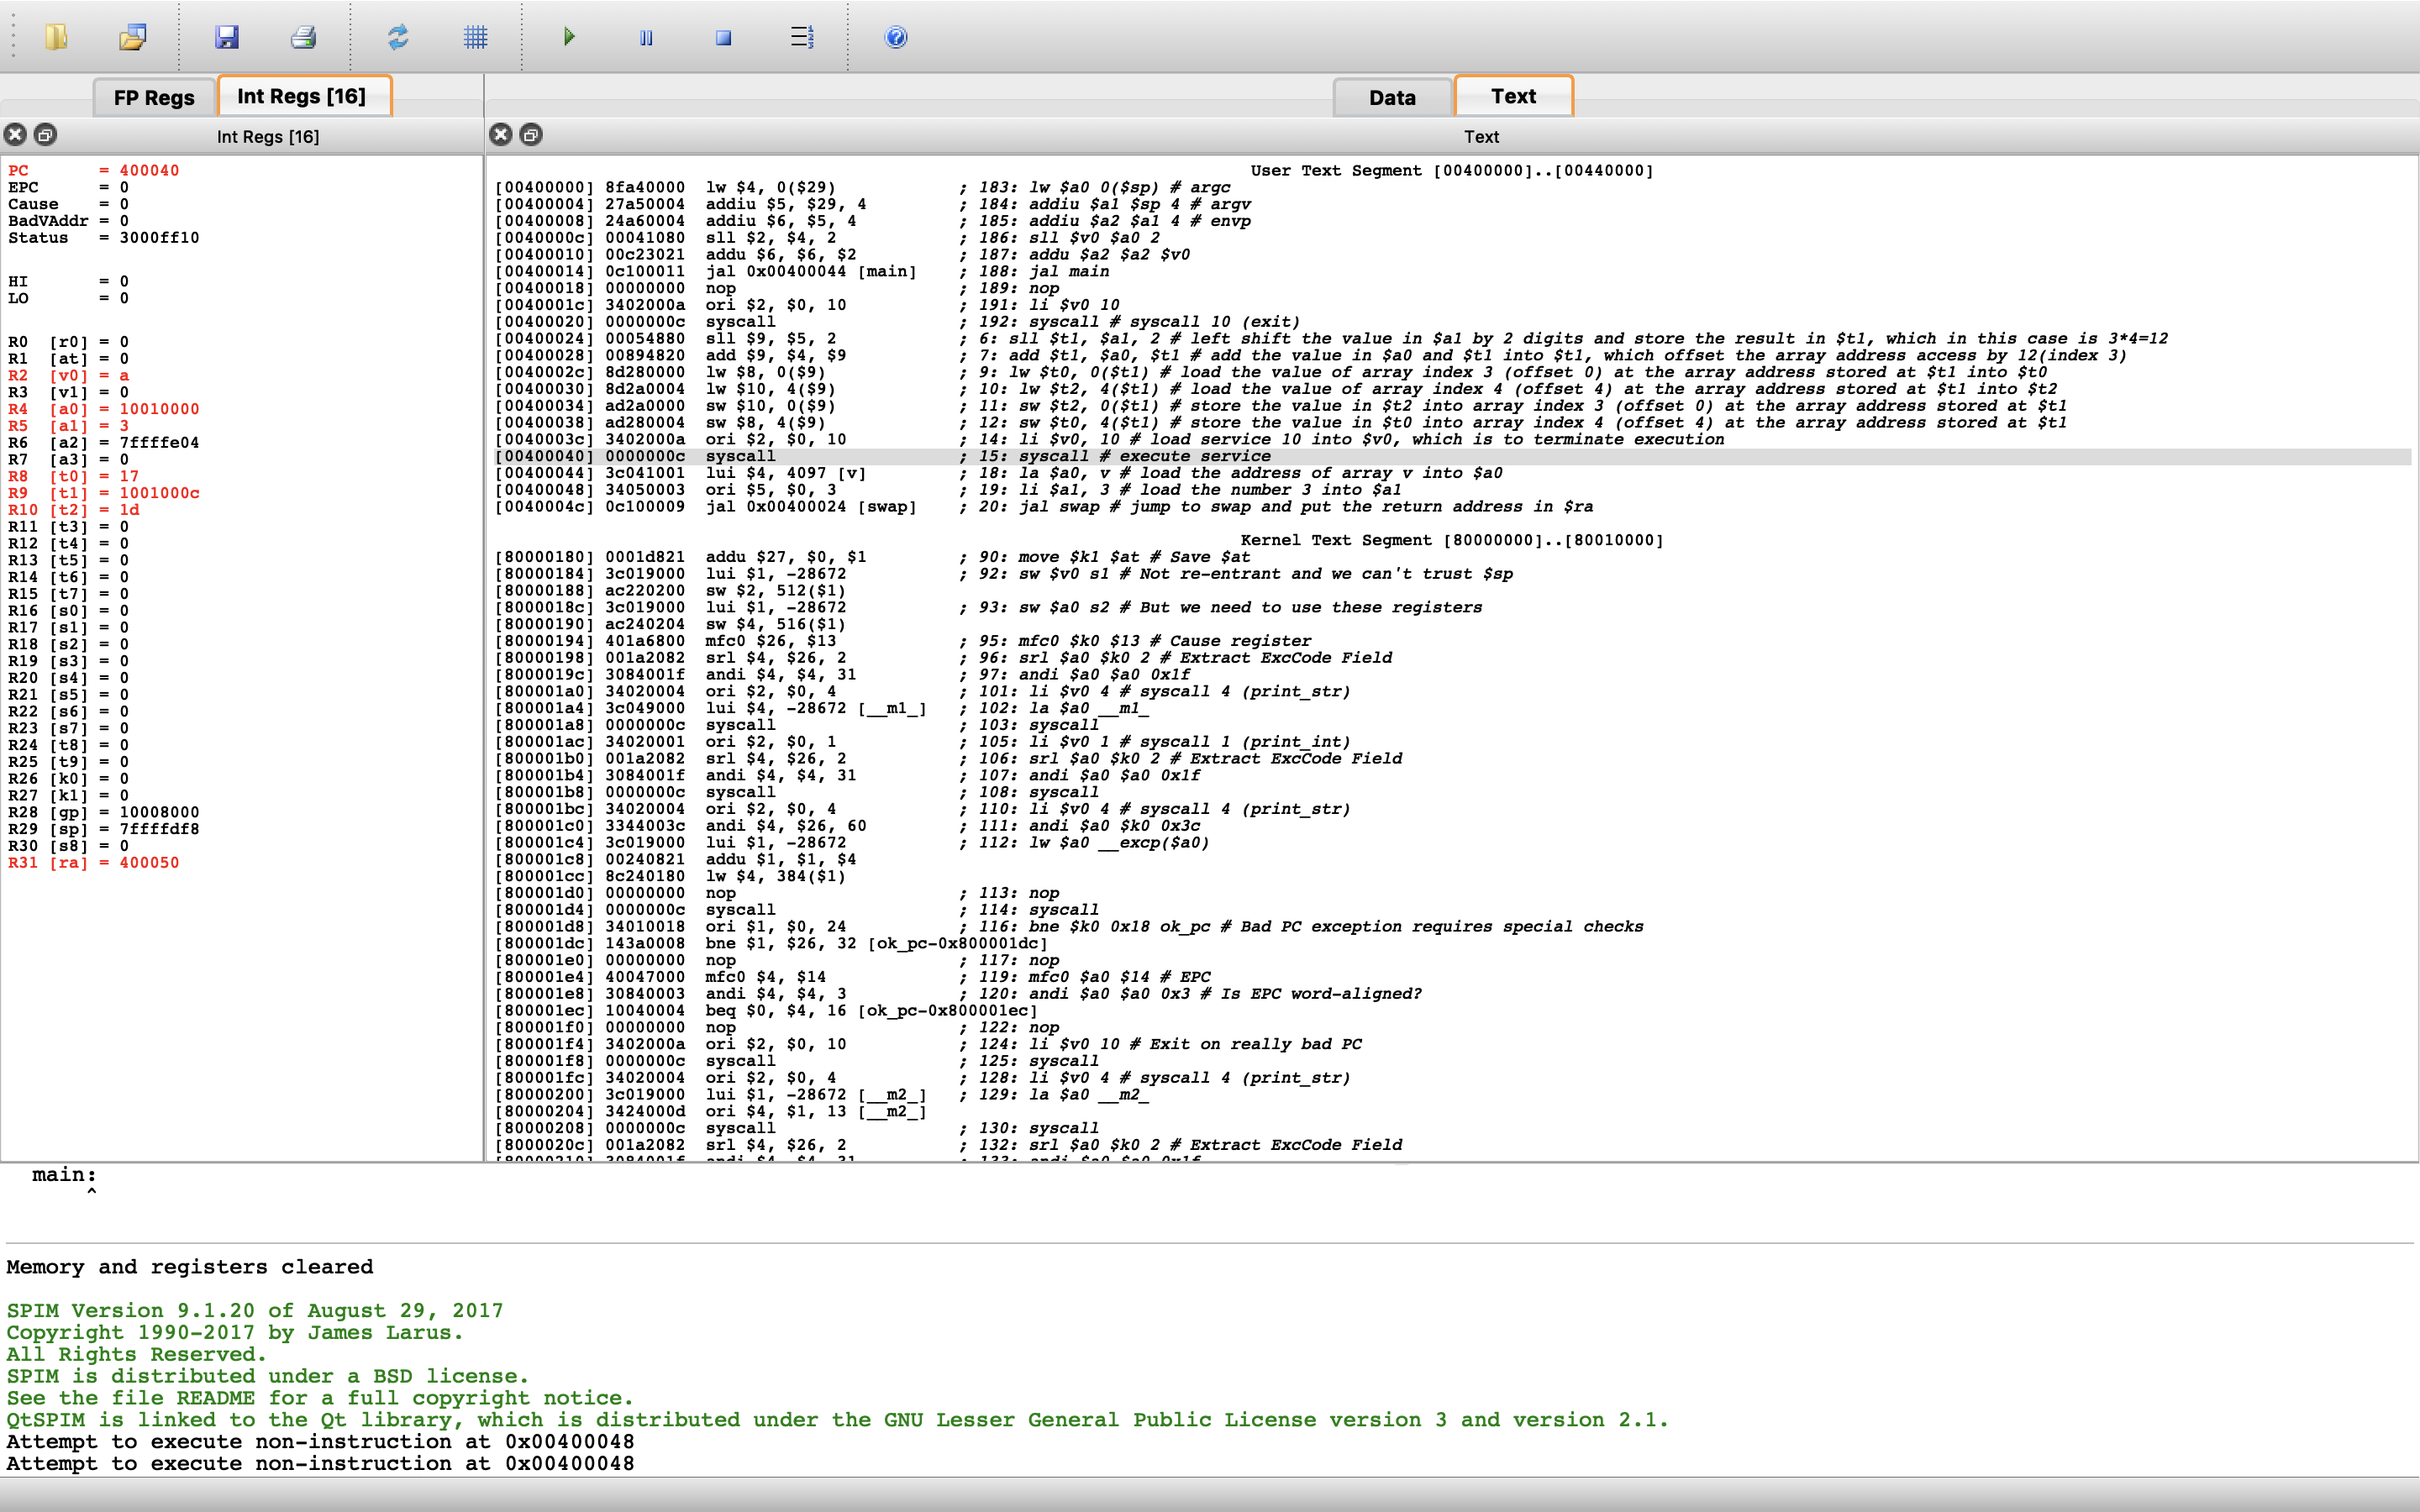 FP Regs
Int Regs [16]
Data
Text
Int Regs [16]
Text
PC       = 400040
EPC      = 0
Cause    = 0
BadVAddr = 0
Status   = 3000ff10
HI       = 0
LO       = 0
R0  [r0] = 0
R1  [at] = 0
R2  [v0] = a
R3  [v1] = 0
R4  [a0] = 10010000
R5  [a1] = 3
R6  [a2] = 7ffffe04
R7  [a3] = 0
R8  [t0] = 17
R9  [t1] = 1001000c
R10 [t2] = 1d
R11 [t3] = 0
R12 [t4] = 0
R13 [t5] = 0
R14 [t6] = 0
R15 [t7] = 0
R16 [s0] = 0
R17 [s1] = 0
R18 [s2] = 0
R19 [s3] = 0
R20 [s4] = 0
R21 [s5] = 0
R22 [s6] = 0
R23 [s7] = 0
R24 [t8] = 0
R25 [t9] = 0
R26 [k0] = 0
R27 [k1] = 0
R28 [gp] = 10008000
R29 [sp] = 7ffffdf8
R30 [s8] = 0
R31 [ra] = 400050
User Text Segment [00400000]..[00440000]
[00400000] 8fa40000  lw $4, 0($29)            ; 183: lw $a0 0($sp) # argc
[00400004] 27a50004  addiu $5, $29, 4         ; 184: addiu $a1 $sp 4 # argv
[00400008] 24a60004  addiu $6, $5, 4          ; 185: addiu $a2 $a1 4 # envp
[0040000c] 00041080  sll $2, $4, 2            ; 186: sll $v0 $a0 2
[00400010] 00c23021  addu $6, $6, $2          ; 187: addu $a2 $a2 $v0
[00400014] 0c100011  jal 0x00400044 [main]    ; 188: jal main
[00400018] 00000000  nop                      ; 189: nop
[0040001c] 3402000a  ori $2, $0, 10           ; 191: li $v0 10
[00400020] 0000000c  syscall                  ; 192: syscall # syscall 10 (exit)
[00400024] 00054880  sll $9, $5, 2            ; 6: sll $t1, $a1, 2 # left shift the value in $a1 by 2 digits and store the result in $t1, which in this case is 3*4=12
[00400028] 00894820  add $9, $4, $9           ; 7: add $t1, $a0, $t1 # add the value in $a0 and $t1 into $t1, which offset the array address access by 12(index 3)
[0040002c] 8d280000  lw $8, 0($9)             ; 9: lw $t0, 0($t1) # load the value of array index 3 (offset 0) at the array address stored at $t1 into $t0
[00400030] 8d2a0004  lw $10, 4($9)            ; 10: lw $t2, 4($t1) # load the value of array index 4 (offset 4) at the array address stored at $t1 into $t2
[00400034] ad2a0000  sw $10, 0($9)            ; 11: sw $t2, 0($t1) # store the value in $t2 into array index 3 (offset 0) at the array address stored at $t1
[00400038] ad280004  sw $8, 4($9)             ; 12: sw $t0, 4($t1) # store the value in $t0 into array index 4 (offset 4) at the array address stored at $t1
[0040003c] 3402000a  ori $2, $0, 10           ; 14: li $v0, 10 # load service 10 into $v0, which is to terminate execution
[00400040] 0000000c  syscall                  ; 15: syscall # execute service
[00400044] 3c041001  lui $4, 4097 [v]         ; 18: la $a0, v # load the address of array v into $a0
[00400048] 34050003  ori $5, $0, 3            ; 19: li $a1, 3 # load the number 3 into $a1
[0040004c] 0c100009  jal 0x00400024 [swap]    ; 20: jal swap # jump to swap and put the return address in $ra
Kernel Text Segment [80000000]..[80010000]
[80000180] 0001d821  addu $27, $0, $1         ; 90: move $k1 $at # Save $at
[80000184] 3c019000  lui $1, -28672           ; 92: sw $v0 s1 # Not re-entrant and we can't trust $sp
[80000188] ac220200  sw $2, 512($1)
[8000018c] 3c019000  lui $1, -28672           ; 93: sw $a0 s2 # But we need to use these registers
[80000190] ac240204  sw $4, 516($1)
[80000194] 401a6800  mfc0 $26, $13            ; 95: mfc0 $k0 $13 # Cause register
[80000198] 001a2082  srl $4, $26, 2           ; 96: srl $a0 $k0 2 # Extract ExcCode Field
[8000019c] 3084001f  andi $4, $4, 31          ; 97: andi $a0 $a0 0x1f
[800001a0] 34020004  ori $2, $0, 4            ; 101: li $v0 4 # syscall 4 (print_str)
[800001a4] 3c049000  lui $4, -28672 [__m1_]   ; 102: la $a0 __m1_
[800001a8] 0000000c  syscall                  ; 103: syscall
[800001ac] 34020001  ori $2, $0, 1            ; 105: li $v0 1 # syscall 1 (print_int)
[800001b0] 001a2082  srl $4, $26, 2           ; 106: srl $a0 $k0 2 # Extract ExcCode Field
[800001b4] 3084001f  andi $4, $4, 31          ; 107: andi $a0 $a0 0x1f
[800001b8] 0000000c  syscall                  ; 108: syscall
[800001bc] 34020004  ori $2, $0, 4            ; 110: li $v0 4 # syscall 4 (print_str)
[800001c0] 3344003c  andi $4, $26, 60         ; 111: andi $a0 $k0 0x3c
[800001c4] 3c019000  lui $1, -28672           ; 112: lw $a0 __excp($a0)
[800001c8] 00240821  addu $1, $1, $4
[800001cc] 8c240180  lw $4, 384($1)
[800001d0] 00000000  nop                      ; 113: nop
[800001d4] 0000000c  syscall                  ; 114: syscall
[800001d8] 34010018  ori $1, $0, 24           ; 116: bne $k0 0x18 ok_pc # Bad PC exception requires special checks
[800001dc] 143a0008  bne $1, $26, 32 [ok_pc-0x800001dc]
[800001e0] 00000000  nop                      ; 117: nop
[800001e4] 40047000  mfc0 $4, $14             ; 119: mfc0 $a0 $14 # EPC
[800001e8] 30840003  andi $4, $4, 3           ; 120: andi $a0 $a0 0x3 # Is EPC word-aligned?
[800001ec] 10040004  beq $0, $4, 16 [ok_pc-0x800001ec]
[800001f0] 00000000  nop                      ; 122: nop
[800001f4] 3402000a  ori $2, $0, 10           ; 124: li $v0 10 # Exit on really bad PC
[800001f8] 0000000c  syscall                  ; 125: syscall
[800001fc] 34020004  ori $2, $0, 4            ; 128: li $v0 4 # syscall 4 (print_str)
[80000200] 3c019000  lui $1, -28672 [__m2_]   ; 129: la $a0 __m2_
[80000204] 3424000d  ori $4, $1, 13 [__m2_]
[80000208] 0000000c  syscall                  ; 130: syscall
[8000020c] 001a2082  srl $4, $26, 2           ; 132: srl $a0 $k0 2 # Extract ExcCode Field
[80000210] 3084001f  andi $4, $4, 31          ; 133: andi $a0 $a0 0x1f
main:
^
Memory and registers cleared
SPIM Version 9.1.20 of August 29, 2017
Copyright 1990-2017 by James Larus.
All Rights Reserved.
SPIM is distributed under a BSD license.
See the file README for a full copyright notice.
QtSPIM is linked to the Qt library, which is distributed under the GNU Lesser General Public License version 3 and version 2.1.
Attempt to execute non-instruction at 0x00400048
Attempt to execute non-instruction at 0x00400048